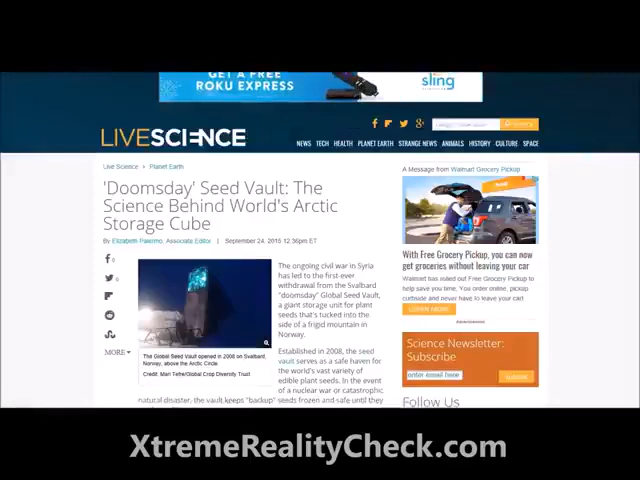 GET A FREE
ROKU EXPRESS
sling
LIVESCIENCE
NEWS TECH HEALTH PLANET EARTH STRANGE NEWS ANIMALS HISTORY CULTURE SPACE
Live Science > Planet Earth
'Doomsday' Seed Vault: The
Science Behind World's Arctic
Storage Cube
By Elizabeth Palermo, Associate Editor | September 24, 2015 12:36pm ET
0
0
MORE
The Global Seed Vault opened in 2008 on Svalbard,
Norway, above the Arctic Circle
Credit: Mari Tefre/Global Crop Diversity Trust
The ongoing civil war in Syria
has led to the first-ever
withdrawal from the Svalbard
"doomsday" Global Seed Vault,
a giant storage unit for plant
seeds that's tucked into the
side of a frigid mountain in
Norway.
Established in 2008, the seed
vault serves as a safe haven for
the world's vast variety of
edible plant seeds. In the event
of a nuclear war or catastrophic
natural disaster, the vault keeps "backup" seeds frozen and safe until they
A Message from Walmart Grocery Pickup
With Free Grocery Pickup, you can now
get groceries without leaving your car
Walmart has rolled out Free Grocery Pickup to
help save you time. You order online, pickup
curbside and never have to leave your car!
LEARN MORE
Science Newsletter:
Subscribe
enter email here
SUBMIT
Follow Us
XtremeRealityCheck.com